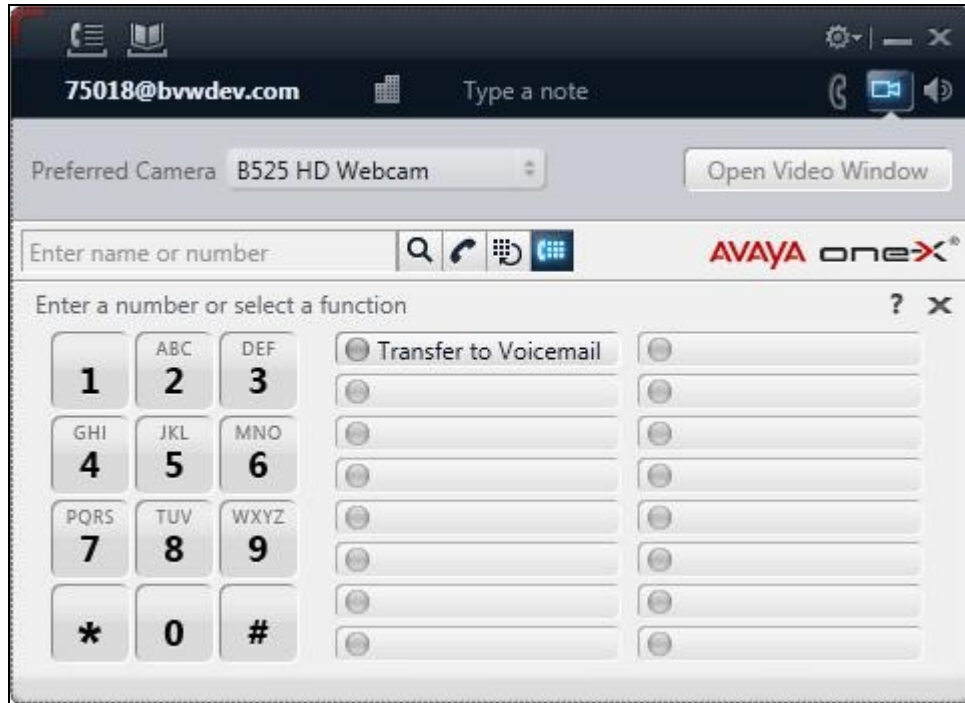 75018@bvwdev.com Type a note
Preferred Camera B525 HD Webcam Open Video Window
Enter name or number AVAYA one-X®
Enter a number or select a function ?
Transfer to Voicemail
1 ABC 2 DEF 3
GHI 4 JKL 5 MNO 6
PQRS 7 TUV 8 WXYZ 9
* 0 #